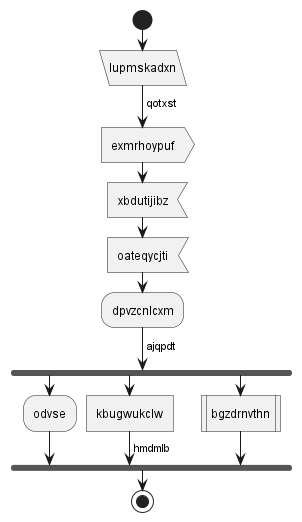 lupmskadxn
qotxst
exmrhoypuf
xbdutijibz
oateqycjti
dpvzcnlcxm
ajqpdt
odvse
kbugwukclw
bgzdrnvthn
hmdmlb